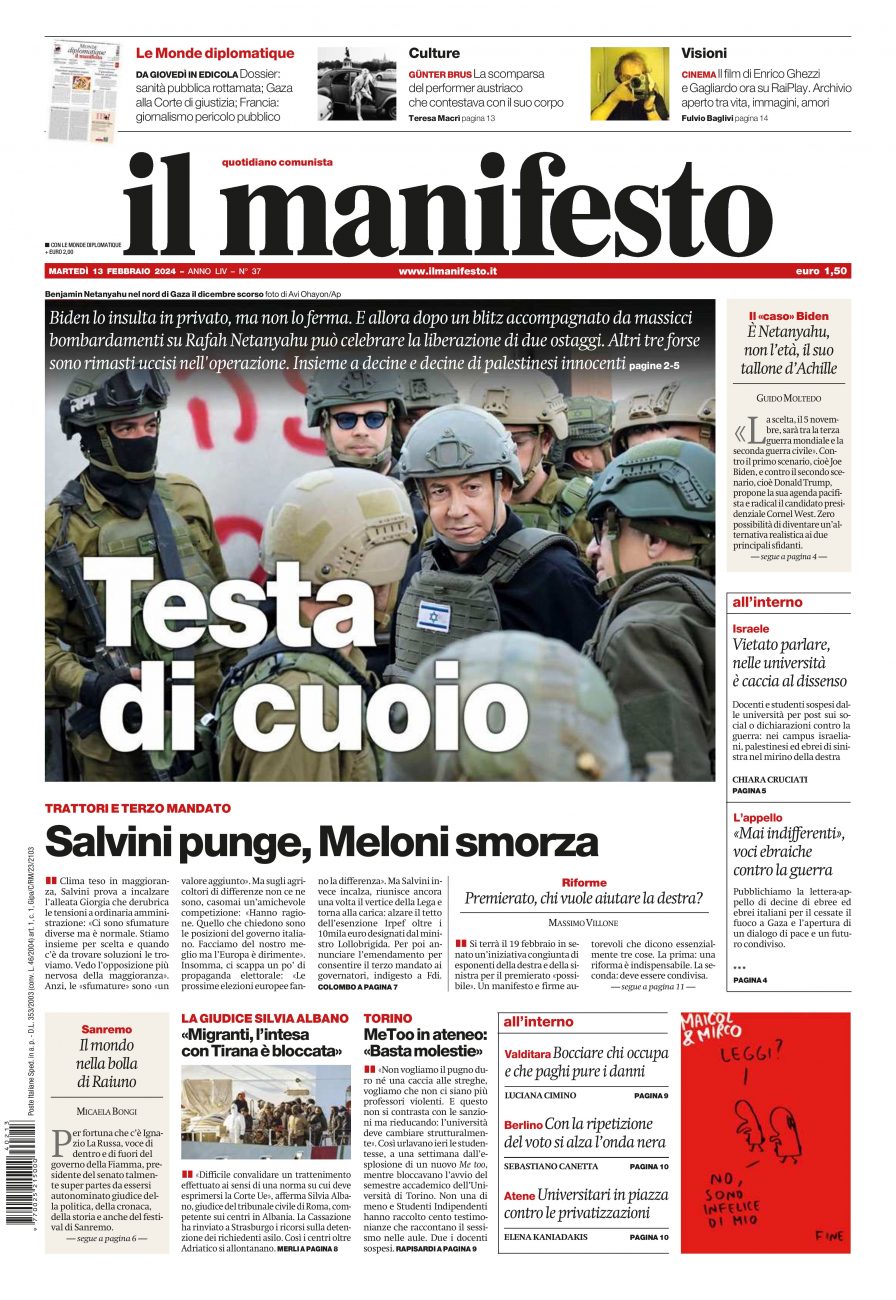 Le Monde diplomatique
DA GIOVEDÌ IN EDICOLA Dossier:
sanità pubblica rottamata; Gaza
alla Corte di giustizia; Francia:
giornalismo pericolo pubblico
Culture
GÜNTER BRUS La scomparsa
del performer austriaco
che contestava con il suo corpo
Teresa Macrì pagina 13
Visioni
CINEMA Il film di Enrico Ghezzi
e Gagliardo ora su RaiPlay. Archivio
aperto tra vita, immagini, amori
Fulvio Baglivi pagina 14
quotidiano comunista
il manifesto
■ CON LE MONDE DIPLOMATIQUE
+ EURO 2,00
MARTEDÌ 13 FEBBRAIO 2024 – ANNO LIV – N° 37
www.ilmanifesto.it
euro 1,50
Benjamin Netanyahu nel nord di Gaza il dicembre scorso foto di Avi Ohayon/Ap
Biden lo insulta in privato, ma non lo ferma. E allora dopo un blitz accompagnato da massicci
bombardamenti su Rafah Netanyahu può celebrare la liberazione di due ostaggi. Altri tre forse
sono rimasti uccisi nell'operazione. Insieme a decine e decine di palestinesi innocenti pagine 2-5
Testa
di cuoio
Il «caso» Biden
È Netanyahu,
non l'età, il suo
tallone d'Achille
GUIDO MOLTEDO
«La scelta, il 5 novem-
bre, sarà tra la terza
guerra mondiale e la
seconda guerra civile». Con-
tro il primo scenario, cioè Joe
Biden, e contro il secondo sce-
nario, cioè Donald Trump,
propone la sua agenda pacifi-
sta e radical il candidato presi-
denziale Cornel West. Zero
possibilità di diventare un'al-
ternativa realistica ai due
principali sfidanti.
— segue a pagina 4 —
all'interno
Israele
Vietato parlare,
nelle università
è caccia al dissenso
Docenti e studenti sospesi dal-
le università per post sui so-
cial o dichiarazioni contro la
guerra: nei campus israelia-
ni, palestinesi ed ebrei di sini-
stra nel mirino della destra
CHIARA CRUCIATI
PAGINA 5
L'appello
«Mai indifferenti»,
voci ebraiche
contro la guerra
Pubblichiamo la lettera-ap-
pello di decine di ebree ed
ebrei italiani per il cessate il
fuoco a Gaza e l'apertura di
un dialogo di pace e un futu-
ro condiviso.
***
PAGINA 4
TRATTORI E TERZO MANDATO
Salvini punge, Meloni smorza
Clima teso in maggioran-
za, Salvini prova a incalzare
l'alleata Giorgia che derubrica
le tensioni a ordinaria ammini-
strazione: «Ci sono sfumature
diverse ma è normale. Stiamo
insieme per scelta e quando
c'è da trovare soluzioni le tro-
viamo. Vedo l'opposizione più
nervosa della maggioranza».
Anzi, le «sfumature» sono «un
valore aggiunto». Ma sugli agri-
coltori di differenze non ce ne
sono, casomai un'amichevole
competizione: «Hanno ragio-
ne. Quello che chiedono sono
le posizioni del governo italia-
no. Facciamo del nostro me-
glio ma l'Europa è dirimente».
Insomma, ci scappa un po' di
propaganda elettorale: «Le
prossime elezioni europee fan-
no la differenza». Ma Salvini in-
vece incalza, riunisce ancora
una volta il vertice della Lega e
torna alla carica: alzare il tetto
dell'esenzione Irpef oltre i
10mila euro designati dal mini-
stro Lollobrigida. Per poi an-
nunciare l'emendamento per
consentire il terzo mandato ai
governatori, indigesto a Fdi.
COLOMBO A PAGINA 7
Riforme
Premierato, chi vuole aiutare la destra?
MASSIMO VILLONE
Si terrà il 19 febbraio in se-
nato un'iniziativa congiunta di
esponenti della destra e della si-
nistra per il premierato «possi-
bile». Un manifesto e firme au-
torevoli che dicono essenzial-
mente tre cose. La prima: una
riforma è indispensabile. La se-
conda: deve essere condivisa.
— segue a pagina 11 —
Sanremo
Il mondo
nella bolla
di Raiuno
MICAELA BONGI
Per fortuna che c'è Igna-
zio La Russa, voce di
dentro e di fuori del
governo della Fiamma, pre-
sidente del senato talmen-
te super partes da essersi
autonominato giudice del-
la politica, della cronaca,
della storia e anche del festi-
val di Sanremo.
— segue a pagina 6 —
LA GIUDICE SILVIA ALBANO
«Migranti, l'intesa
con Tirana è bloccata»
«Difficile convalidare un trattenimento
effettuato ai sensi di una norma su cui deve
esprimersi la Corte Ue», afferma Silvia Alba-
no, giudice del tribunale civile di Roma, com-
petente sui centri in Albania. La Cassazione
ha rinviato a Strasburgo i ricorsi sulla deten-
zione dei richiedenti asilo. Così i centri oltre
Adriatico si allontanano. MERLI A PAGINA 8
TORINO
MeToo in ateneo:
«Basta molestie»
«Non vogliamo il pugno du-
ro né una caccia alle streghe,
vogliamo che non ci siano più
professori violenti. E questo
non si contrasta con le sanzio-
ni ma rieducando: l'università
deve cambiare strutturalmen-
te». Così urlavano ieri le studen-
tesse, a una settimana dall'e-
splosione di un nuovo Me too,
mentre bloccavano l'avvio del
semestre accademico dell'Uni-
versità di Torino. Non una di
meno e Studenti Indipendenti
hanno raccolto cento testimo-
nianze che raccontano il sessi-
smo nelle aule. Due i docenti
sospesi. RAPISARDI A PAGINA 9
all'interno
Valditara Bocciare chi occupa
e che paghi pure i danni
LUCIANA CIMINO PAGINA 9
Berlino Con la ripetizione
del voto si alza l'onda nera
SEBASTIANO CANETTA PAGINA 10
Atene Universitari in piazza
contro le privatizzazioni
ELENA KANIADAKIS PAGINA 10
MAICOL
& MIRCO
LEGGI?
NO,
SONO
INFELICE
DI MIO
FINE
Poste Italiane Sped. in a. p. - D.L. 353/2003 (conv. L. 46/2004) art. 1, c. 1, Gipa/C/RM/23/2103
40213
9 770025 215000